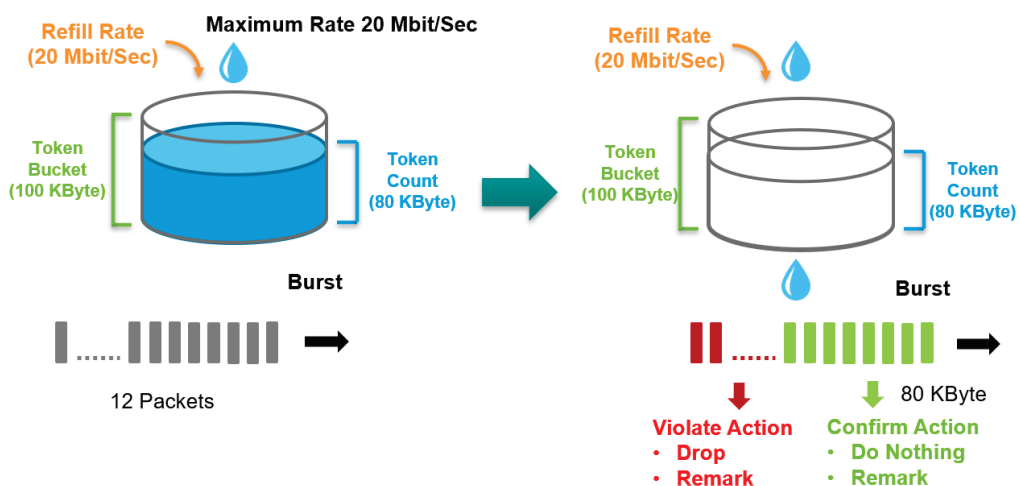 Maximum Rate 20 Mbit/Sec
Refill Rate
(20 Mbit/Sec)
Token
Bucket
(100 KByte)
Token
Count
(80 KByte)
Burst
12 Packets
Refill Rate
(20 Mbit/Sec)
Token
Bucket
(100 KByte)
Token
Count
(80 KByte)
Burst
80 KByte
Violate Action
• Drop
• Remark
Confirm Action
• Do Nothing
• Remark